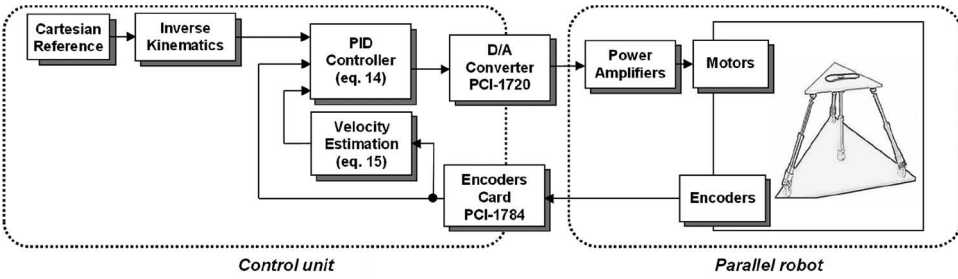 Cartesian
Reference
Inverse
Kinematics
PID
Controller
(eq. 14)
D/A
Converter
PCI-1720
Power
Amplifiers
Motors
Velocity
Estimation
(eq. 15)
Encoders
Card
PCI-1784
Encoders
Control unit
Parallel robot